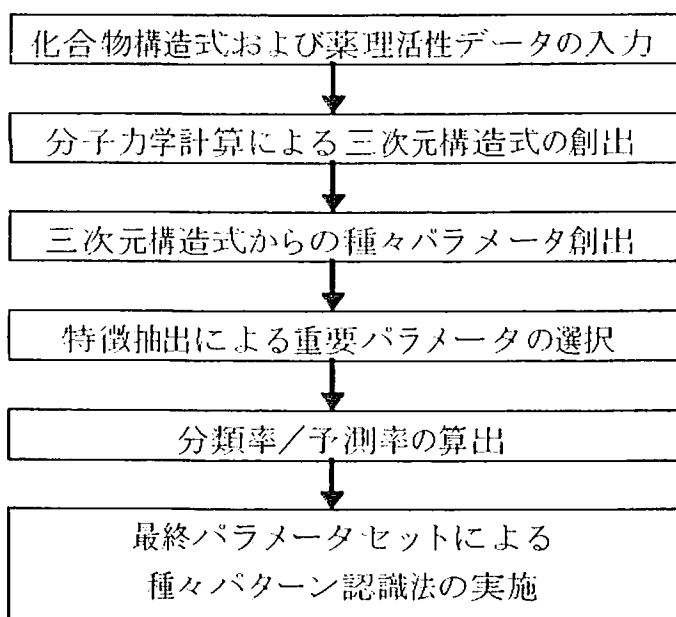 化合物構造式および薬理活性データの入力
分子力学計算による三次元構造式の創出
三次元構造式からの種々パラメータ創出
特徴抽出による重要パラメータの選択
分類率／予測率の算出
最終パラメータセットによる
種々パターン認識法の実施